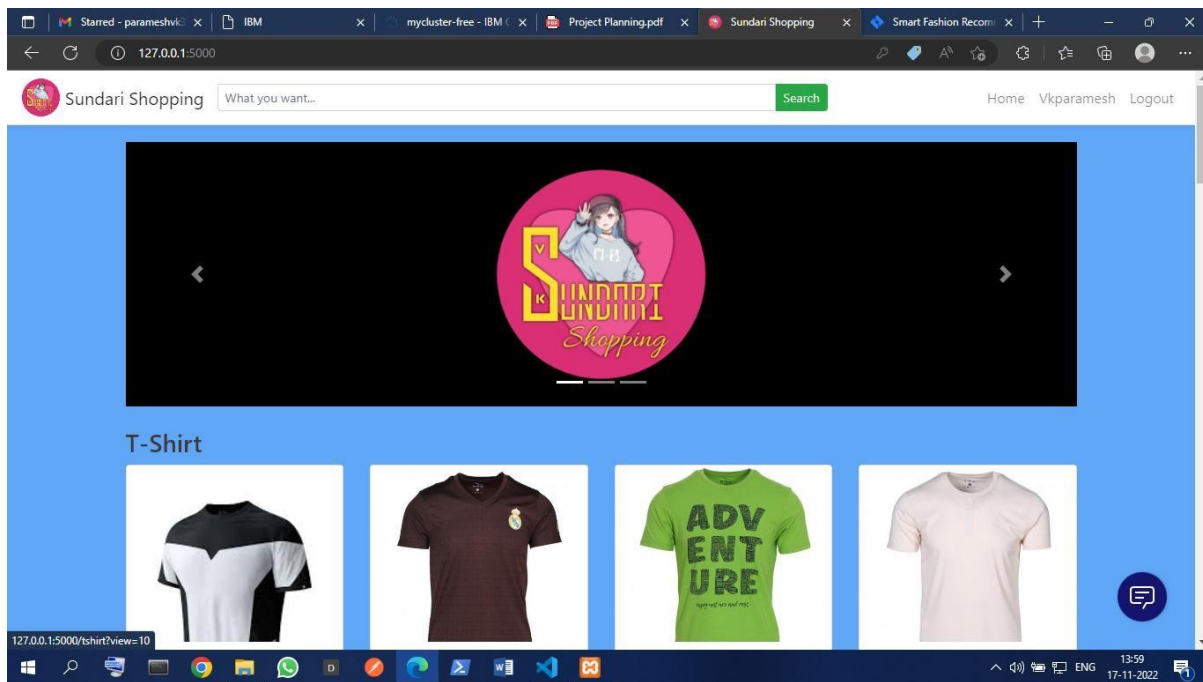 Starred - parameshvk3
IBM
mycluster-free - IBM C
Project Planning.pdf
Sundari Shopping
Smart Fashion Recom
127.0.0.1:5000
Sundari Shopping
What you want...
Search
Home
Vkparamesh
Logout
V
K
SUNDARI
Shopping
T-Shirt
ADV
ENT
URE
127.0.0.1:5000/tshirt?view=10
ENG
13:59
17-11-2022